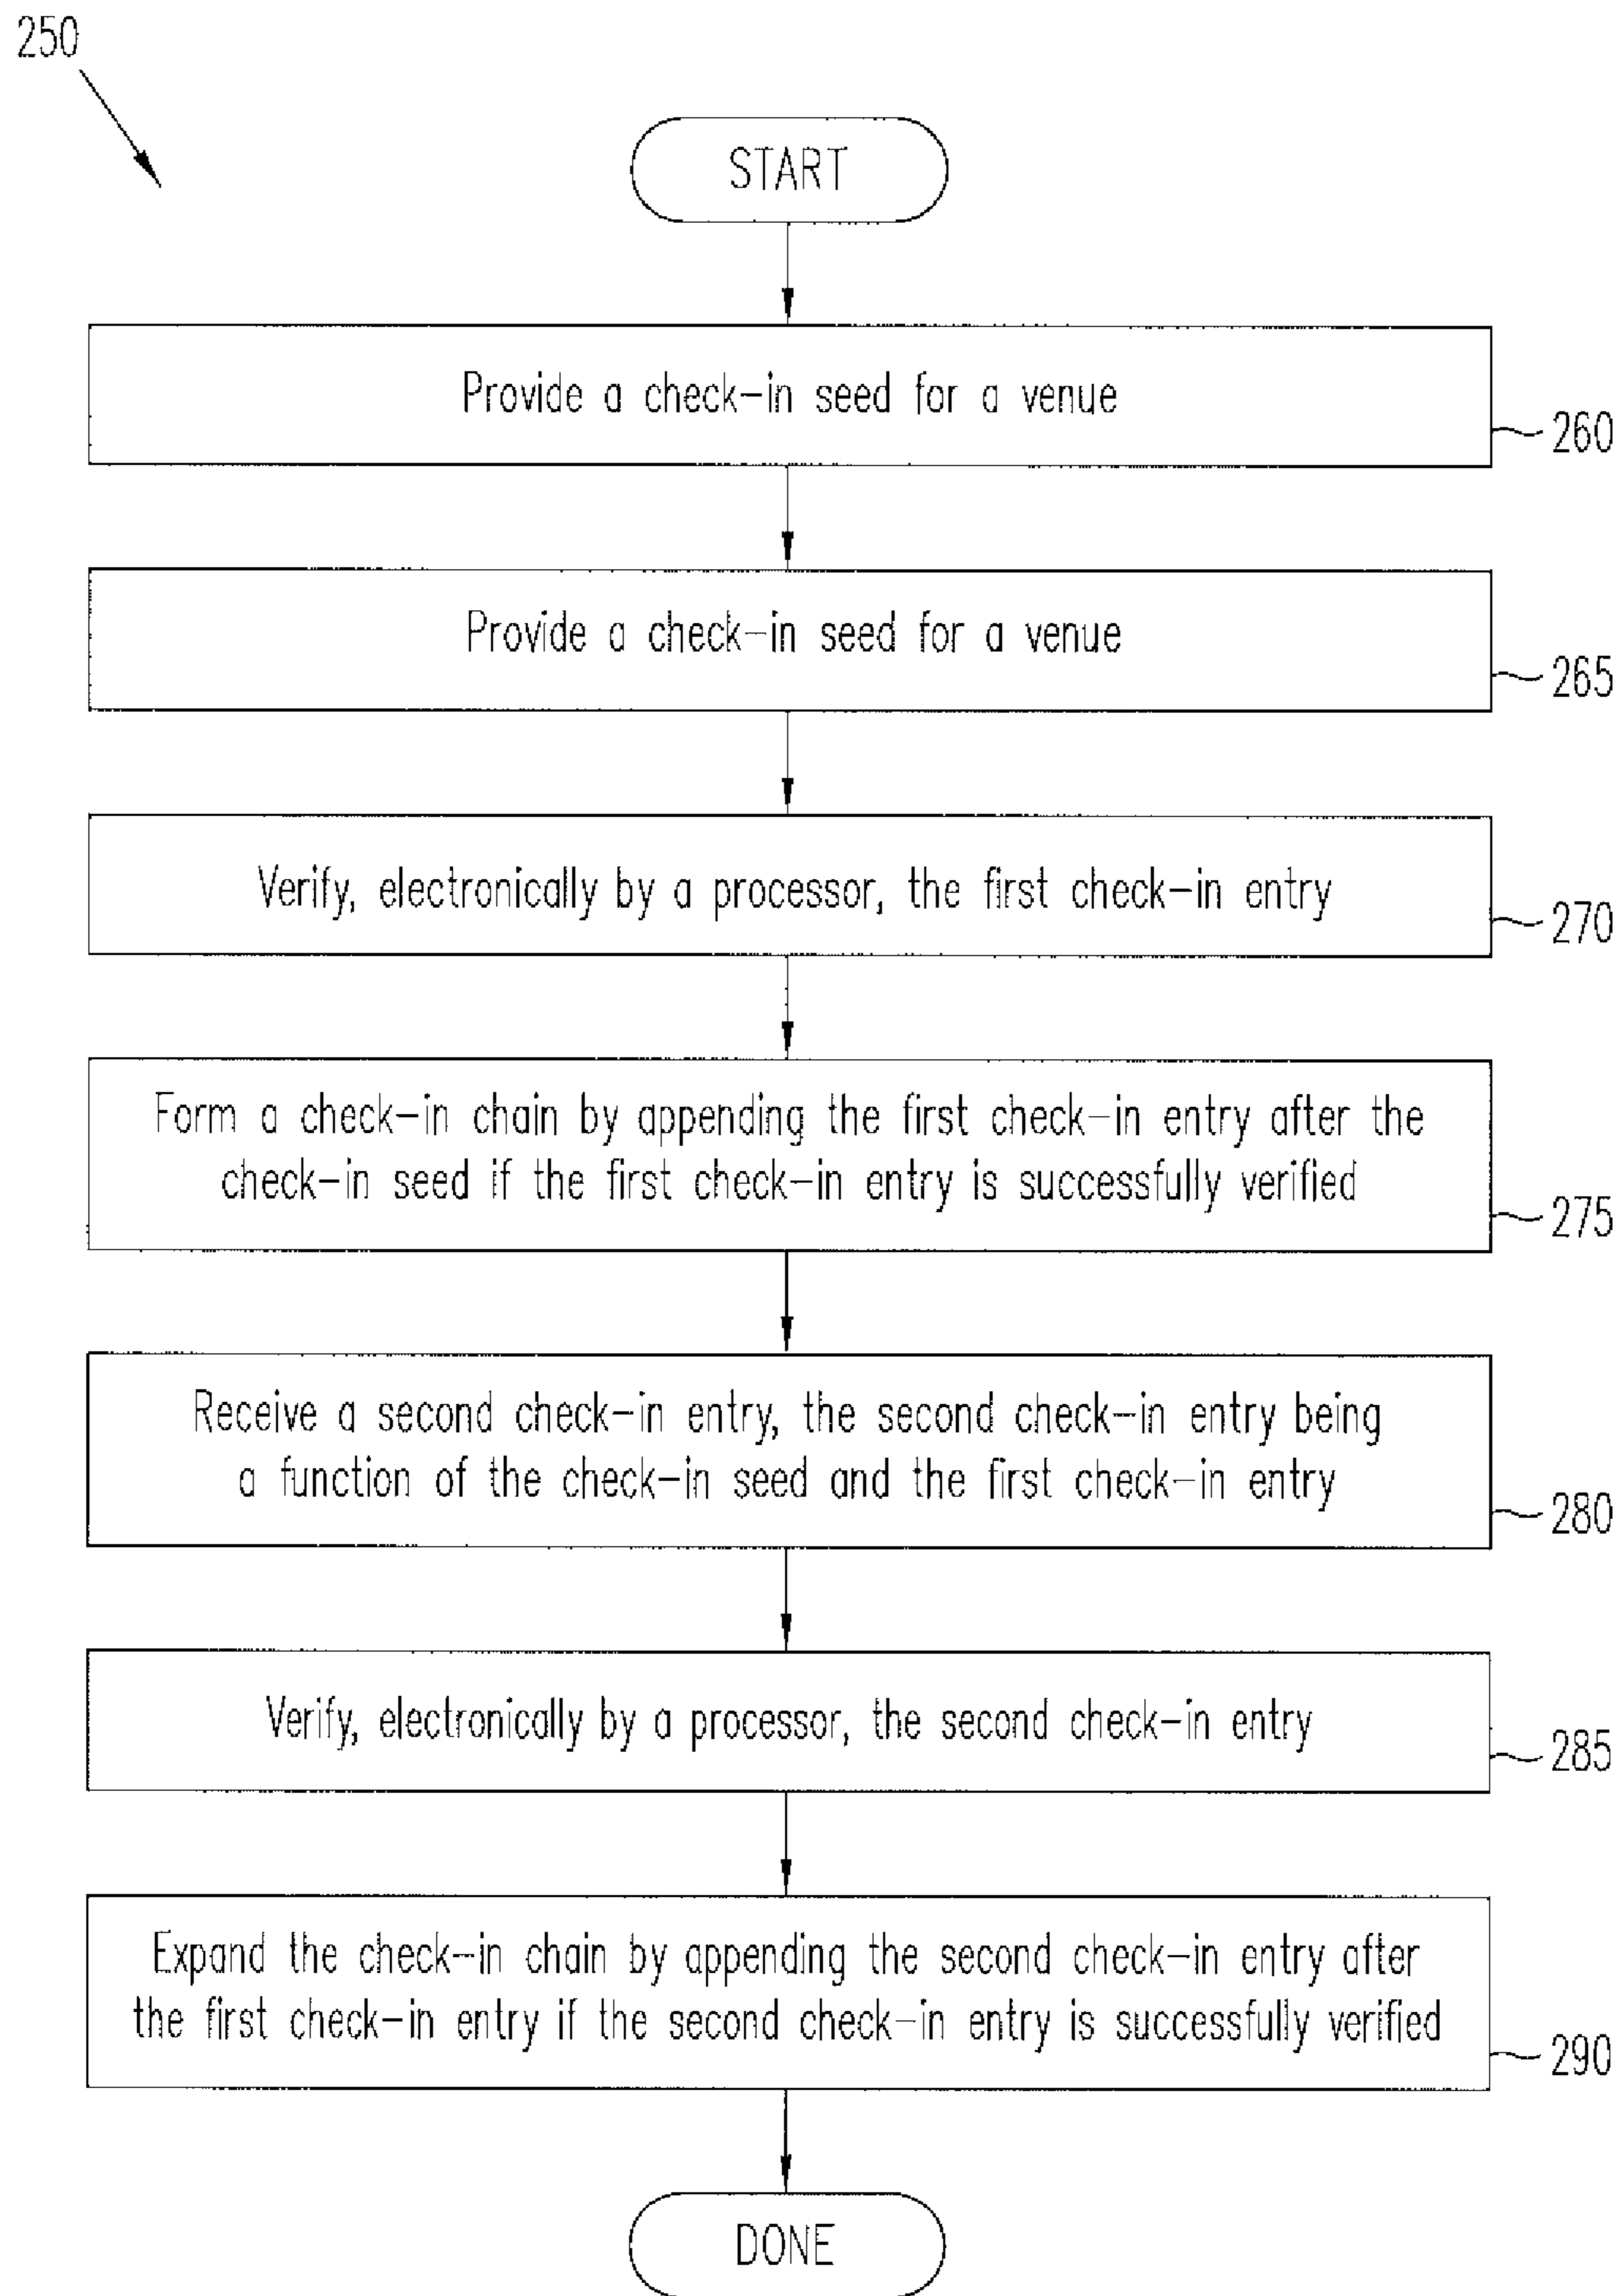 250
START
Provide a check-in seed for a venue
260
Provide a check-in seed for a venue
265
Verify, electronically by a processor, the first check-in entry
270
Form a check-in chain by appending the first check-in entry after the
check-in seed if the first check-in entry is successfully verified
275
Receive a second check-in entry, the second check-in entry being
a function of the check-in seed and the first check-in entry
280
Verify, electronically by a processor, the second check-in entry
285
Expand the check-in chain by appending the second check-in entry after
the first check-in entry if the second check-in entry is successfully verified
290
DONE